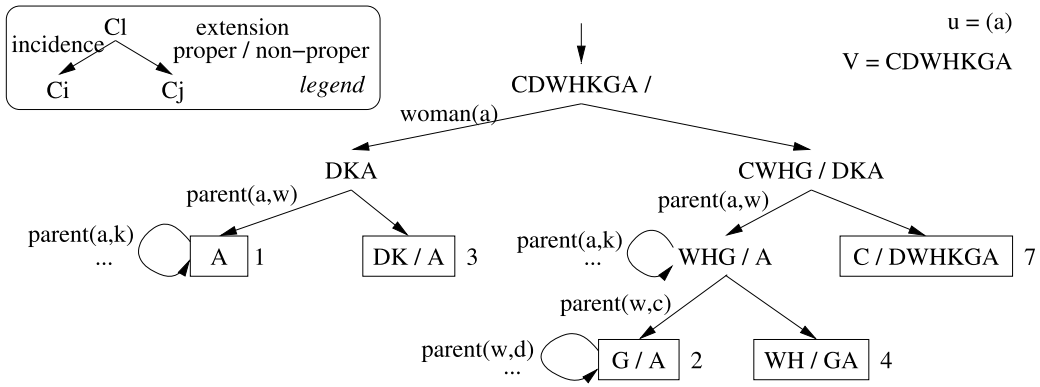 Cl
incidence
extension
proper / non−proper
Ci
Cj
legend
u = (a)
V = CDWHKGA
CDWHKGA /
woman(a)
DKA
CWHG / DKA
parent(a,w)
parent(a,w)
parent(a,k)
...
A 1
DK / A 3
parent(a,k)
...
WHG / A
C / DWHKGA 7
parent(w,c)
parent(w,d)
...
G / A 2
WH / GA 4